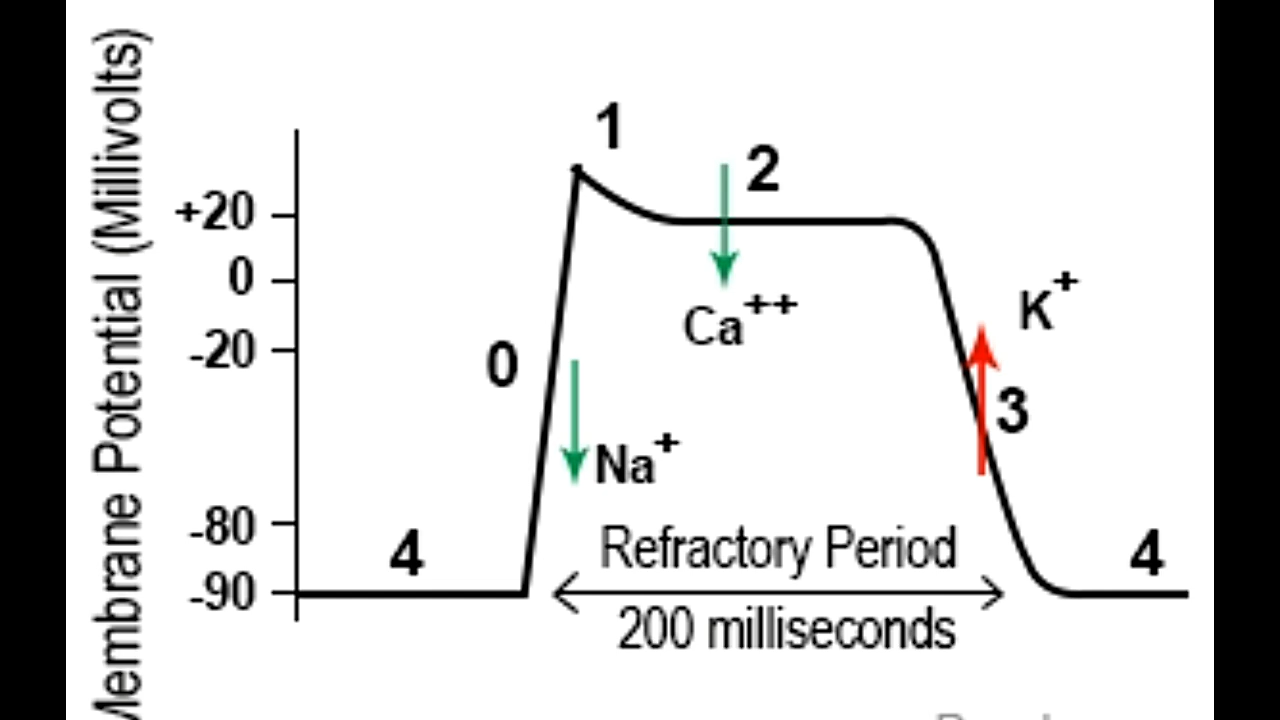 Membrane Potential (Millivolts)
1
2
+20
0
Ca++
K+
-20
0
3
Na+
-80
4
Refractory Period
4
-90
200 milliseconds